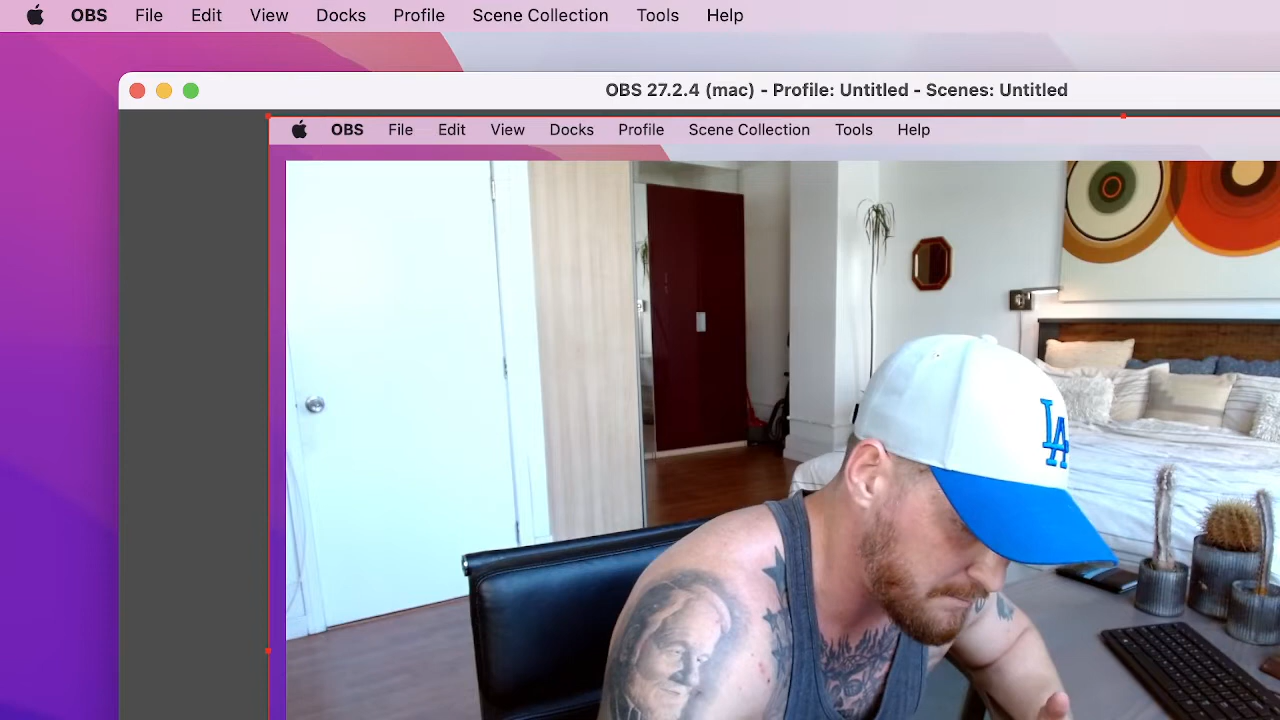 OBS File Edit View Docks Profile Scene Collection Tools Help
OBS 27.2.4 (mac) - Profile: Untitled - Scenes: Untitled
OBS File Edit View Docks Profile Scene Collection Tools Help
LA